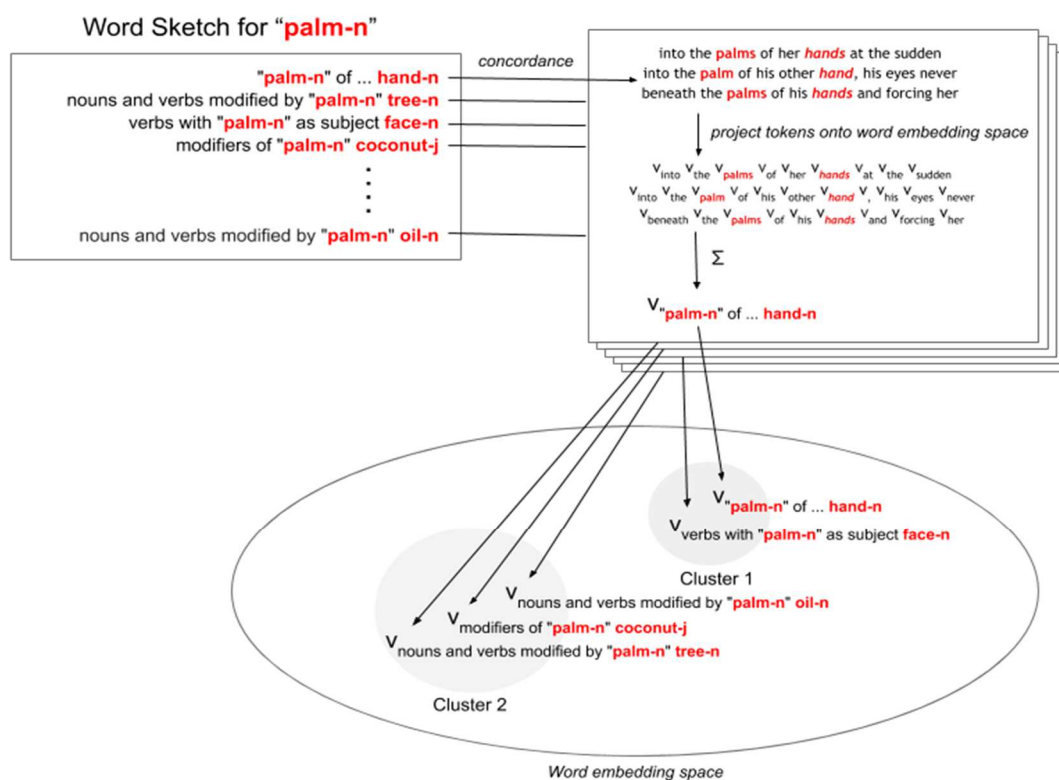 Word Sketch for “palm-n”
"palm-n" of ... hand-n
nouns and verbs modified by "palm-n" tree-n
verbs with "palm-n" as subject face-n
modifiers of "palm-n" coconut-j
nouns and verbs modified by "palm-n" oil-n
concordance
into the palms of her hands at the sudden
into the palm of his other hand, his eyes never
beneath the palms of his hands and forcing her
project tokens onto word embedding space
Vinto Vthe Vpalms Vof Vher Vhands Vat Vthe Vsudden
Vinto Vthe Vpalm Vof Vhis Vother Vhand V, Vhis Veyes Vnever
Vbeneath Vthe Vpalms Vof Vhis Vhands Vand Vforcing Vher
Σ
V"palm-n" of ... hand-n
V"palm-n" of ... hand-n
Vverbs with "palm-n" as subject face-n
Cluster 1
Vnouns and verbs modified by "palm-n" oil-n
Vmodifiers of "palm-n" coconut-j
Vnouns and verbs modified by "palm-n" tree-n
Cluster 2
Word embedding space